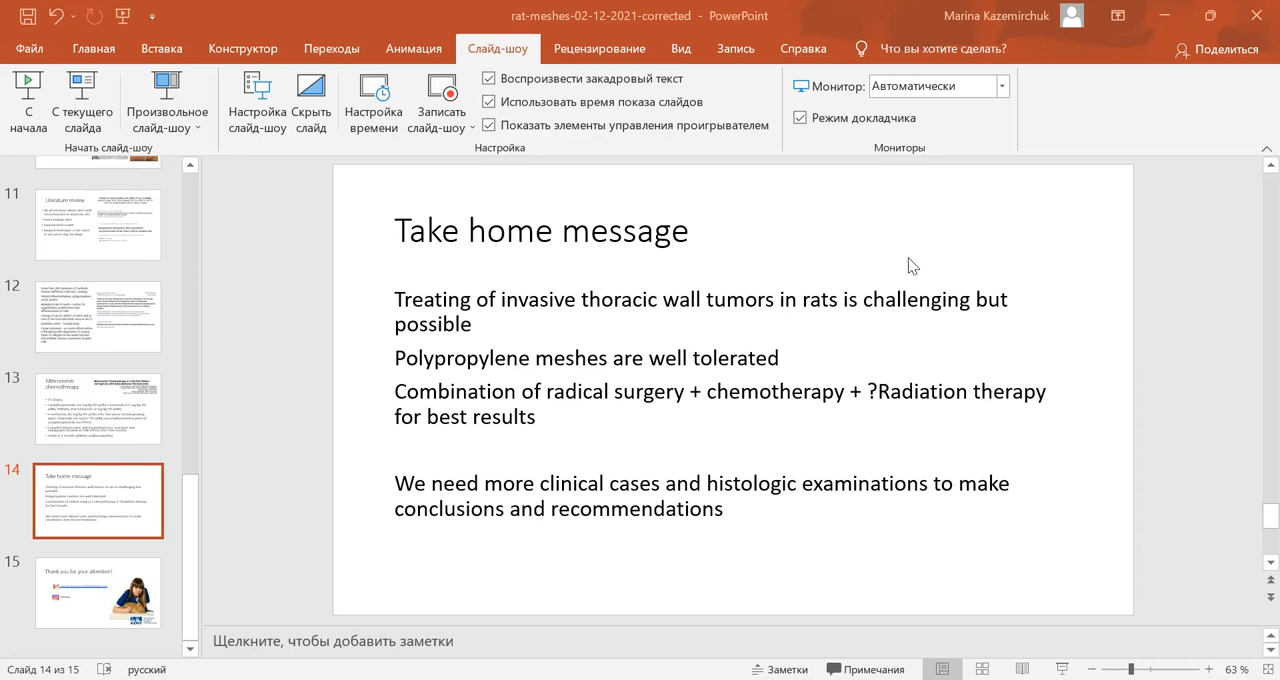 rat-meshes-02-12-2021-corrected - PowerPoint
Marina Kazemirchuk
Файл Главная Вставка Конструктор Переходы Анимация Слайд-шоу Рецензирование Вид Запись Справка Что вы хотите сделать? Поделиться
С начала
С текущего слайда
Произвольное слайд-шоу
Начать слайд-шоу
Настройка слайд-шоу
Скрыть слайд
Настройка времени
Записать слайд-шоу
Воспроизвести закадровый текст
Использовать время показа слайдов
Показать элементы управления проигрывателем
Настройка
Монитор: Автоматически
Режим докладчика
Мониторы
11
Literature review
12
13
Metronomic
chemotherapy
14
Take home message
15
Thank you for your attention!
Take home message
Treating of invasive thoracic wall tumors in rats is challenging but
possible
Polypropylene meshes are well tolerated
Combination of radical surgery + chemotherapy + ?Radiation therapy
for best results
We need more clinical cases and histologic examinations to make
conclusions and recommendations
Щелкните, чтобы добавить заметки
Слайд 14 из 15 русский Заметки Примечания 63 %